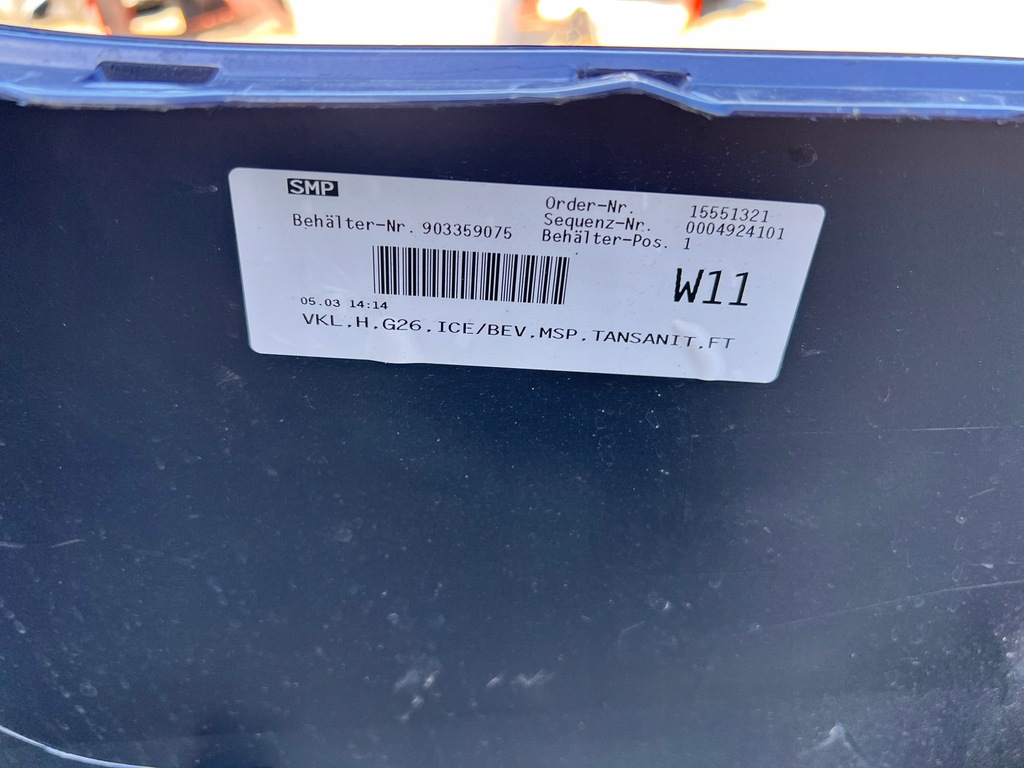 SMP
Behälter-Nr. 903359075
Order-Nr. 15551321
Sequenz-Nr. 0004924101
Behälter-Pos. 1
W11
05.03 14:14
VKL.H.G26.ICE/BEV.MSP.TANSANIT.FT